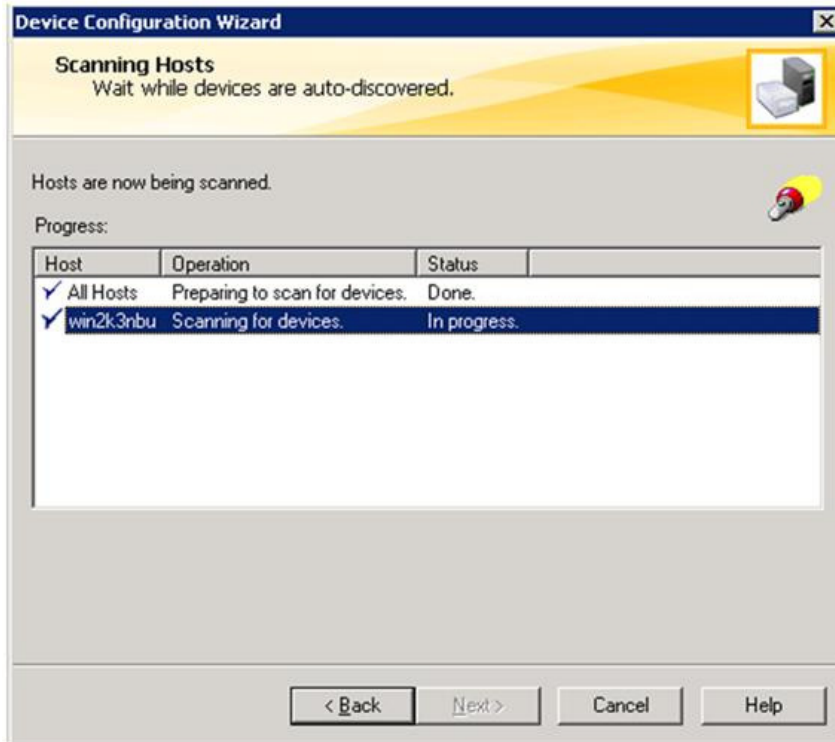 Device Configuration Wizard
Scanning Hosts
Wait while devices are auto-discovered.
Hosts are now being scanned.
Progress:
Host Operation Status
All Hosts Preparing to scan for devices. Done.
win2k3nbu Scanning for devices. In progress.
< Back Next > Cancel Help